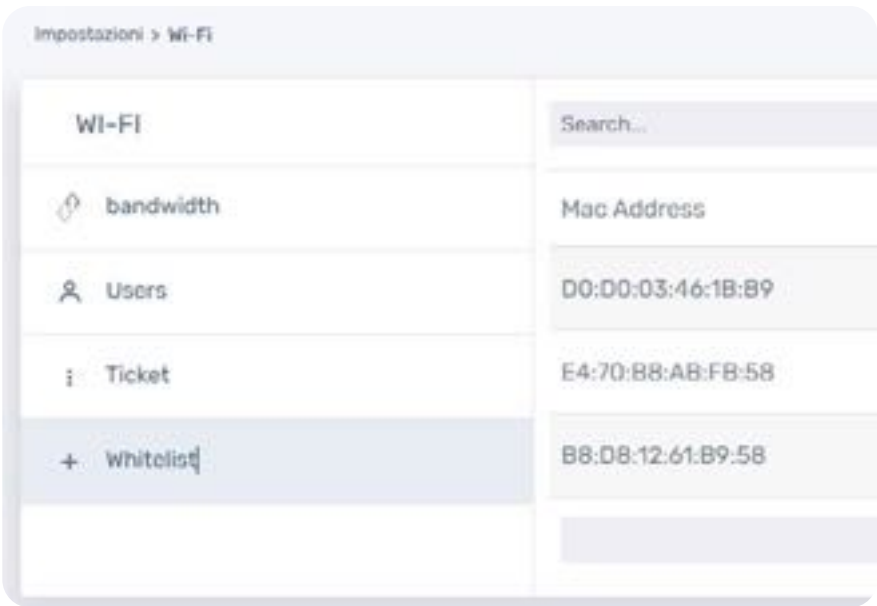 Impostazioni > Wi-Fi
WI-FI
bandwidth
Users
Ticket
Whitelist
Search...
Mac Address
D0:D0:03:46:1B:B9
E4:70:B8:AB:FB:58
B8:D8:12:61:B9:58